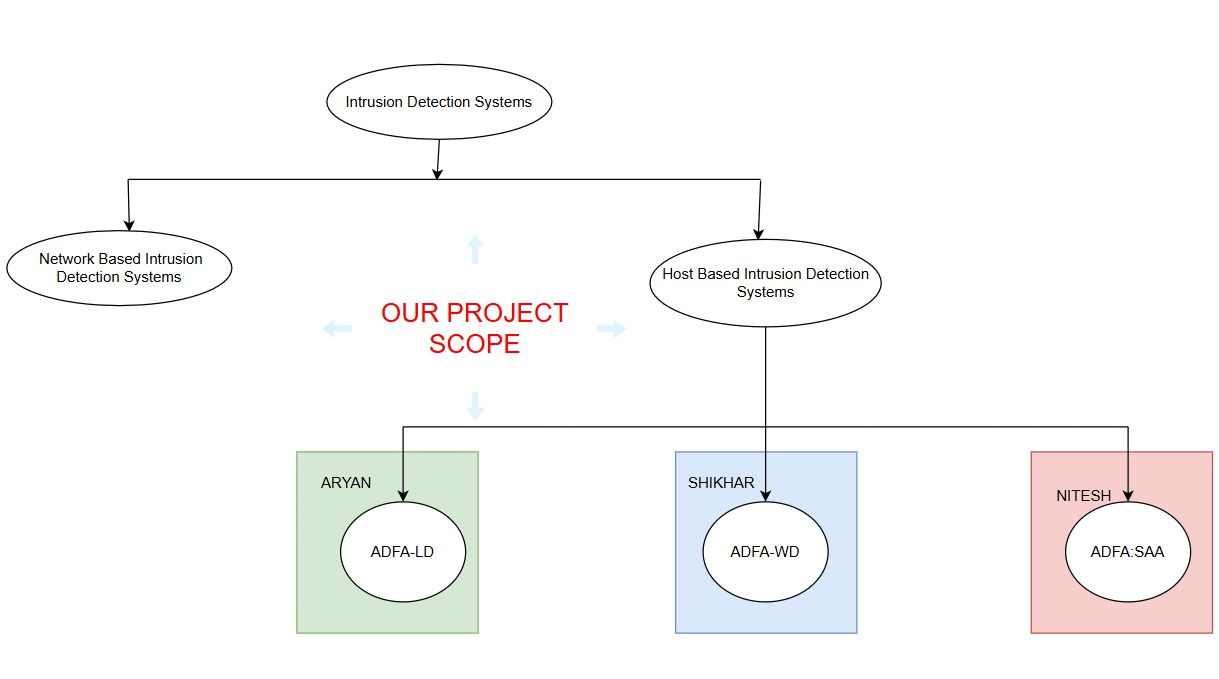 Intrusion Detection Systems
Network Based Intrusion
Detection Systems
Host Based Intrusion Detection
Systems
OUR PROJECT
SCOPE
ARYAN
SHIKHAR
NITESH
ADFA-LD
ADFA-WD
ADFA:SAA